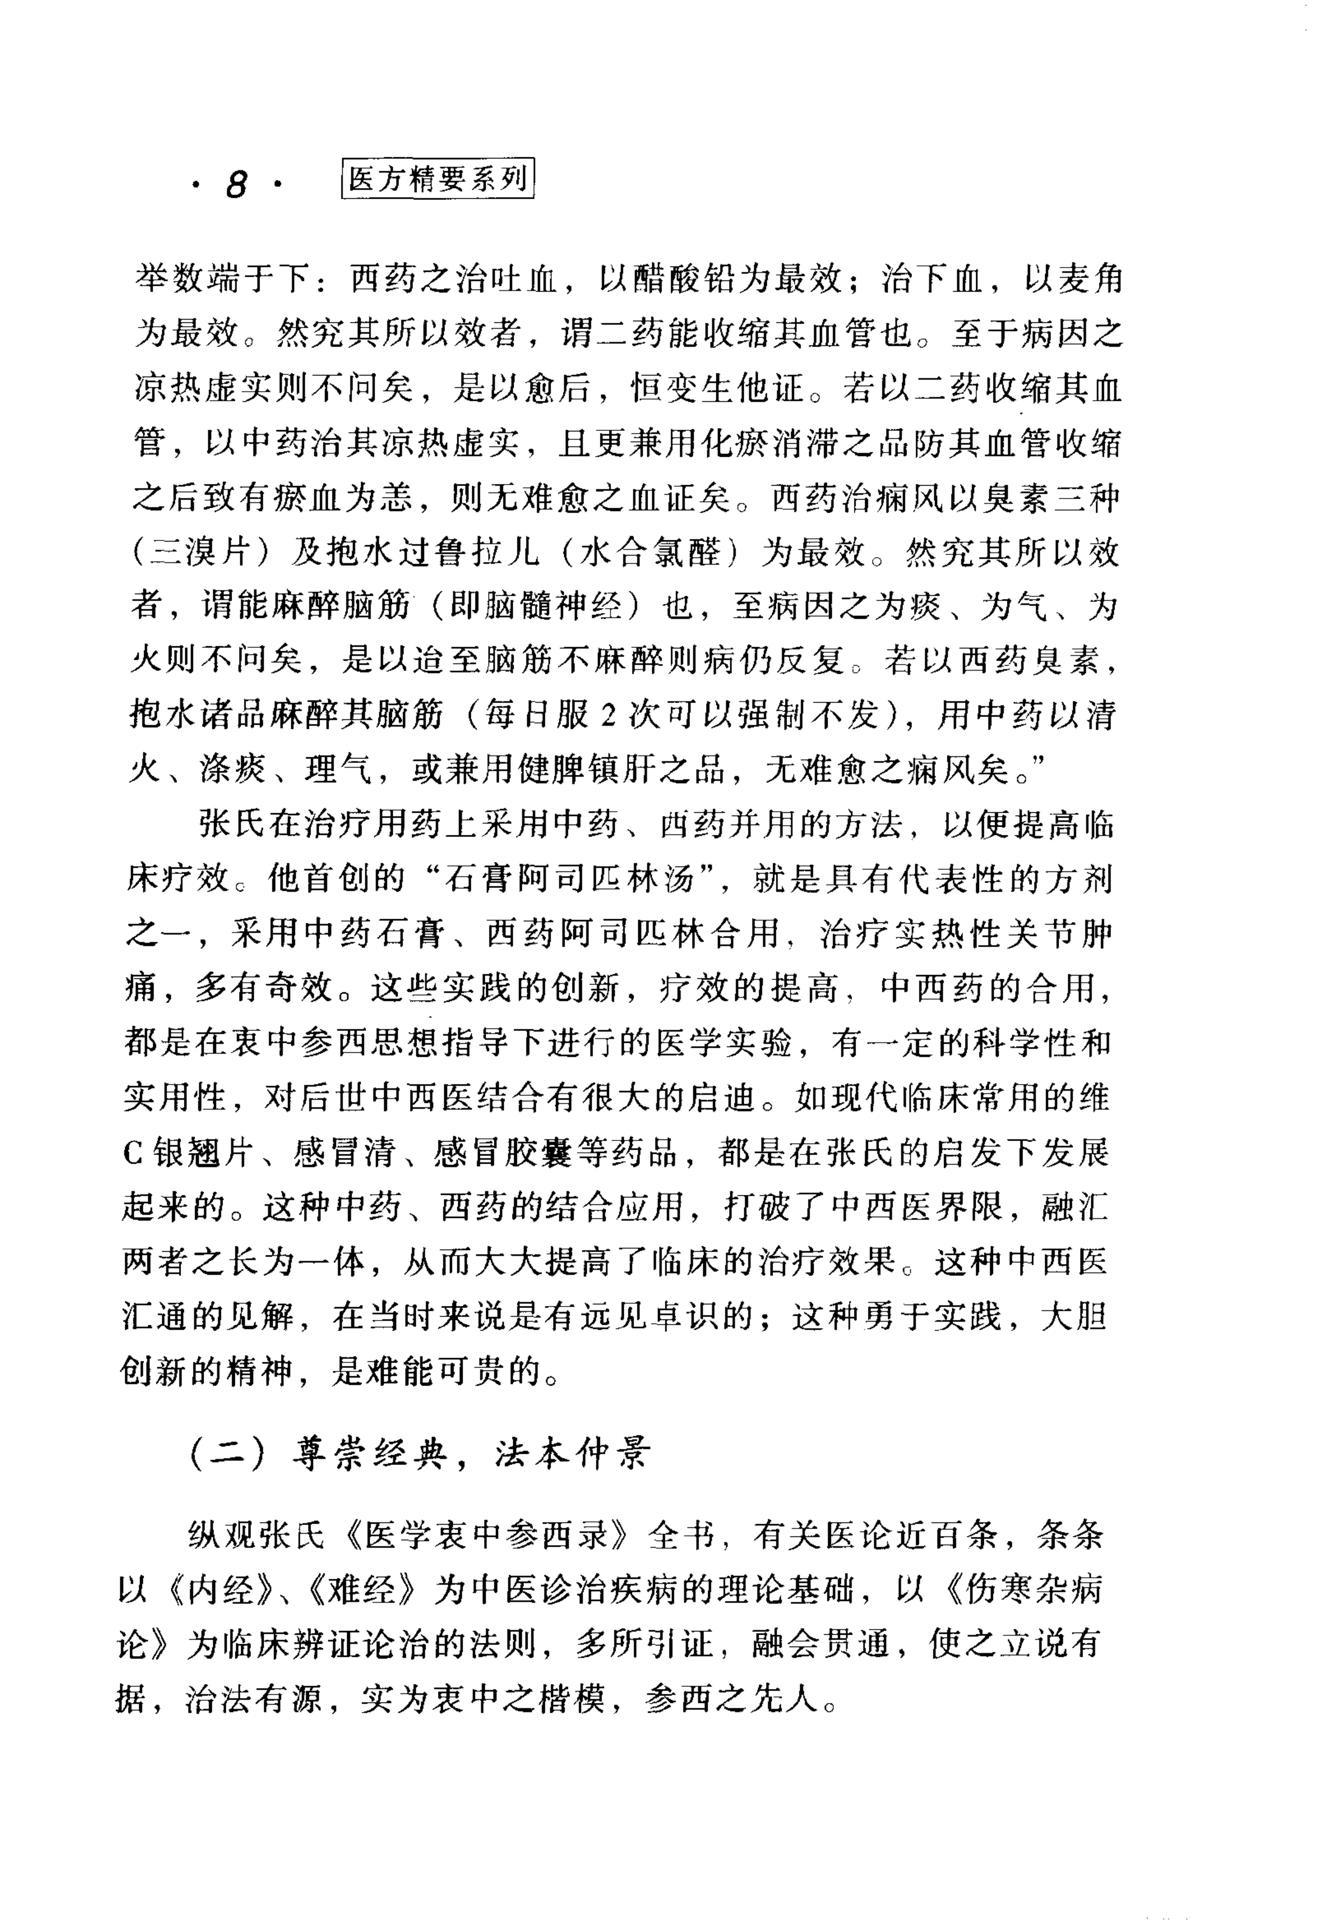 · 8 · 医方精要系列
举数端于下：西药之治吐血，以醋酸铅为最效；治下血，以麦角
为最效。然究其所以效者，谓二药能收缩其血管也。至于病因之
凉热虚实则不问矣，是以愈后，恒变生他证。若以二药收缩其血
管，以中药治其凉热虚实，且更兼用化瘀消滞之品防其血管收缩
之后致有瘀血为恙，则无难愈之血证矣。西药治痫风以臭素三种
（三溴片）及抱水过鲁拉儿（水合氯醛）为最效。然究其所以效
者，谓能麻醉脑筋（即脑髓神经）也，至病因之为痰、为气、为
火则不问矣，是以迨至脑筋不麻醉则病仍反复。若以西药臭素，
抱水诸品麻醉其脑筋（每日服2次可以强制不发），用中药以清
火、涤痰、理气，或兼用健脾镇肝之品，无难愈之痫风矣。”
张氏在治疗用药上采用中药、西药并用的方法，以便提高临
床疗效。他首创的“石膏阿司匹林汤”，就是具有代表性的方剂
之一，采用中药石膏、西药阿司匹林合用，治疗实热性关节肿
痛，多有奇效。这些实践的创新，疗效的提高，中西药的合用，
都是在衷中参西思想指导下进行的医学实验，有一定的科学性和
实用性，对后世中西医结合有很大的启迪。如现代临床常用的维
C银翘片、感冒清、感冒胶囊等药品，都是在张氏的启发下发展
起来的。这种中药、西药的结合应用，打破了中西医界限，融汇
两者之长为一体，从而大大提高了临床的治疗效果。这种中西医
汇通的见解，在当时来说是有远见卓识的；这种勇于实践，大胆
创新的精神，是难能可贵的。
（二）尊崇经典，法本仲景
纵观张氏《医学衷中参西录》全书，有关医论近百条，条条
以《内经》、《难经》为中医诊治疾病的理论基础，以《伤寒杂病
论》为临床辨证论治的法则，多所引证，融会贯通，使之立说有
据，治法有源，实为衷中之楷模，参西之先人。